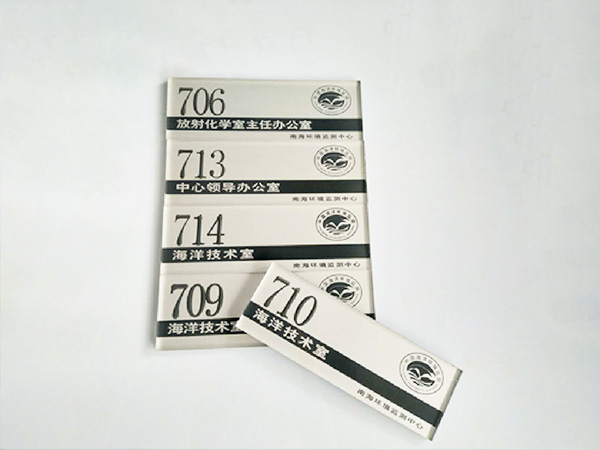 706
放射化学室主任办公室
南海环境监测中心
713
中心领导办公室
南海环境监测中心
714
海洋技术室
南海环境监测中心
709
海洋技术室
710
海洋技术室
南海环境监测中心